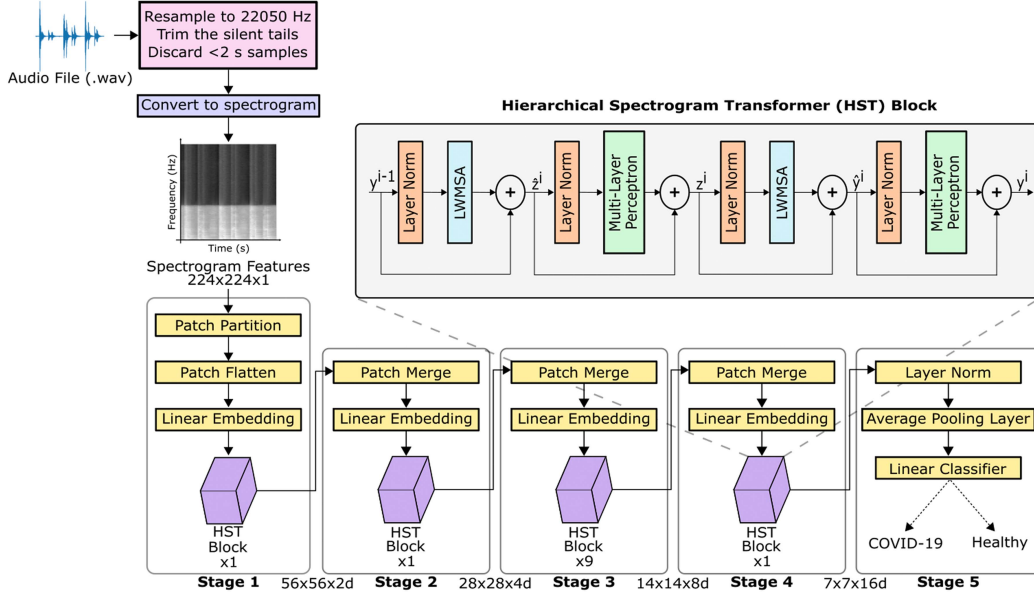 Resample to 22050 Hz
Trim the silent tails
Discard <2 s samples
Audio File (.wav)
Convert to spectrogram
Frequency (Hz)
Time (s)
Spectrogram Features
224x224x1
Hierarchical Spectrogram Transformer (HST) Block
y^i-1
Layer Norm
LWMSA
+
ẑ^i
Layer Norm
Multi-Layer
Perceptron
+
z^i
Layer Norm
LWMSA
+
ŷ^i
Layer Norm
Multi-Layer
Perceptron
+
y^i
Patch Partition
Patch Flatten
Linear Embedding
HST
Block
x1
Stage 1
56x56x2d
Patch Merge
Linear Embedding
HST
Block
x1
Stage 2
28x28x4d
Patch Merge
Linear Embedding
HST
Block
x9
Stage 3
14x14x8d
Patch Merge
Linear Embedding
HST
Block
x1
Stage 4
7x7x16d
Layer Norm
Average Pooling Layer
Linear Classifier
COVID-19
Healthy
Stage 5